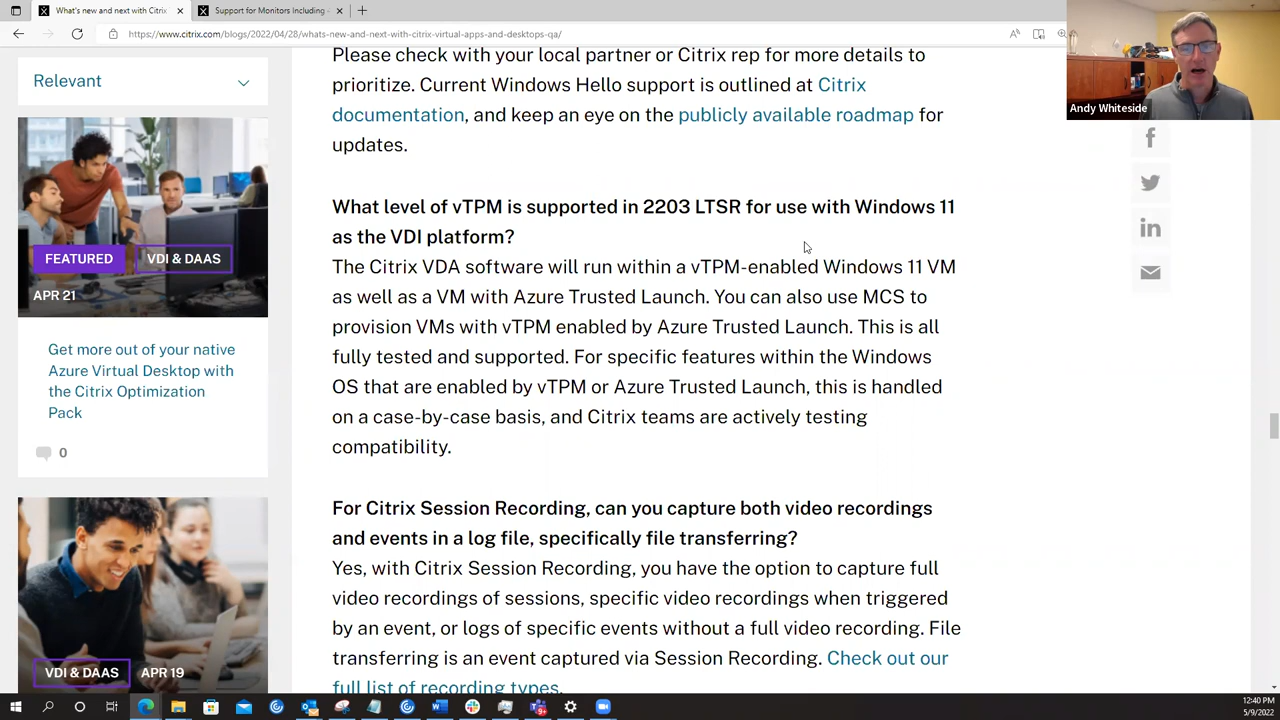 What's new and next with Citrix
Support for Monitors Including 4
https://www.citrix.com/blogs/2022/04/28/whats-new-and-next-with-citrix-virtual-apps-and-desktops-qa/
Andy Whiteside
Relevant
FEATURED
VDI & DAAS
APR 21
Get more out of your native
Azure Virtual Desktop with
the Citrix Optimization
Pack
0
VDI & DAAS
APR 19
Please check with your local partner or Citrix rep for more details to
prioritize. Current Windows Hello support is outlined at Citrix
documentation, and keep an eye on the publicly available roadmap for
updates.
What level of vTPM is supported in 2203 LTSR for use with Windows 11
as the VDI platform?
The Citrix VDA software will run within a vTPM-enabled Windows 11 VM
as well as a VM with Azure Trusted Launch. You can also use MCS to
provision VMs with vTPM enabled by Azure Trusted Launch. This is all
fully tested and supported. For specific features within the Windows
OS that are enabled by vTPM or Azure Trusted Launch, this is handled
on a case-by-case basis, and Citrix teams are actively testing
compatibility.
For Citrix Session Recording, can you capture both video recordings
and events in a log file, specifically file transferring?
Yes, with Citrix Session Recording, you have the option to capture full
video recordings of sessions, specific video recordings when triggered
by an event, or logs of specific events without a full video recording. File
transferring is an event captured via Session Recording. Check out our
full list of recording types.
12:40 PM
5/9/2022